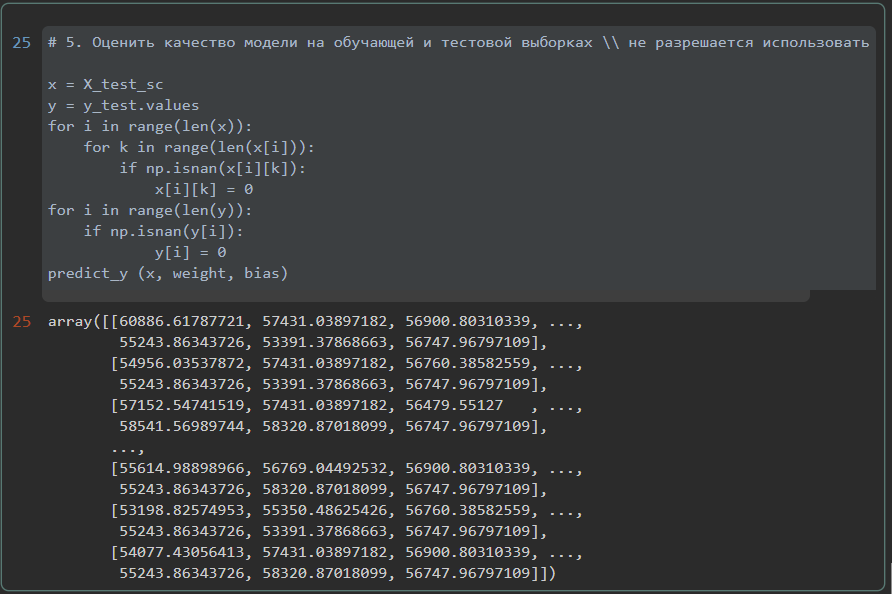 25 # 5. Оценить качество модели на обучающей и тестовой выборках \\ не разрешается использовать
x = X_test_sc
y = y_test.values
for i in range(len(x)):
    for k in range(len(x[i])):
        if np.isnan(x[i][k]):
            x[i][k] = 0
for i in range(len(y)):
    if np.isnan(y[i]):
            y[i] = 0
predict_y (x, weight, bias)
25 array([[60886.61787721, 57431.03897182, 56900.80310339, ...,
        55243.86343726, 53391.37868663, 56747.96797109],
       [54956.03537872, 57431.03897182, 56760.38582559, ...,
        55243.86343726, 53391.37868663, 56747.96797109],
       [57152.54741519, 57431.03897182, 56479.55127   , ...,
        58541.56989744, 58320.87018099, 56747.96797109],
       ...,
       [55614.98898966, 56769.04492532, 56900.80310339, ...,
        55243.86343726, 58320.87018099, 56747.96797109],
       [53198.82574953, 55350.48625426, 56760.38582559, ...,
        55243.86343726, 53391.37868663, 56747.96797109],
       [54077.43056413, 57431.03897182, 56900.80310339, ...,
        55243.86343726, 58320.87018099, 56747.96797109]])